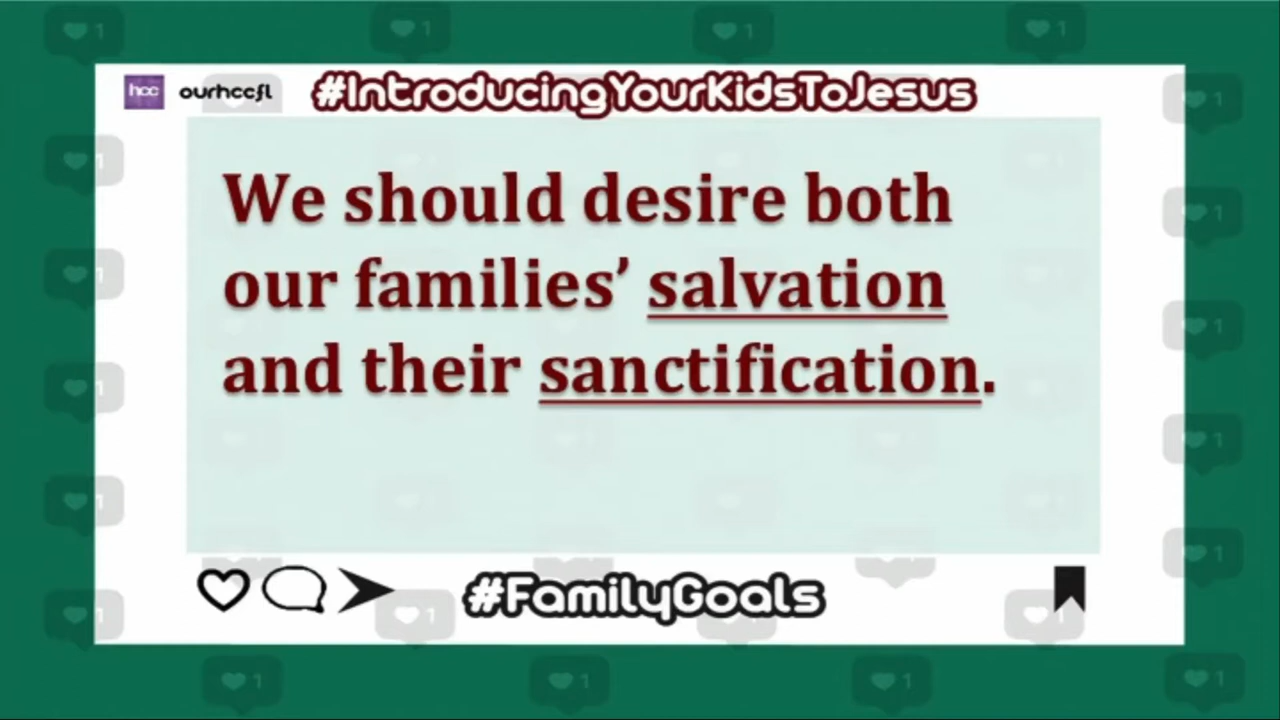 hcc ourhccfl #IntroducingYourKidsToJesus
We should desire both
our families’ salvation
and their sanctification.
#FamilyGoals